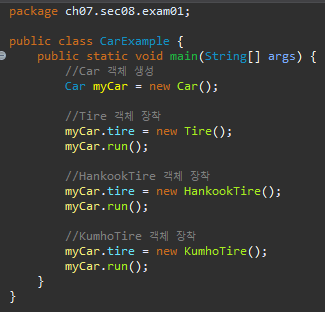 package ch07.sec08.exam01;
public class CarExample {
public static void main(String[] args) {
//Car 객체 생성
Car myCar = new Car();
//Tire 객체 장착
myCar.tire = new Tire();
myCar.run();
//HankookTire 객체 장착
myCar.tire = new HankookTire();
myCar.run();
//KumhoTire 객체 장착
myCar.tire = new KumhoTire();
myCar.run();
}
}